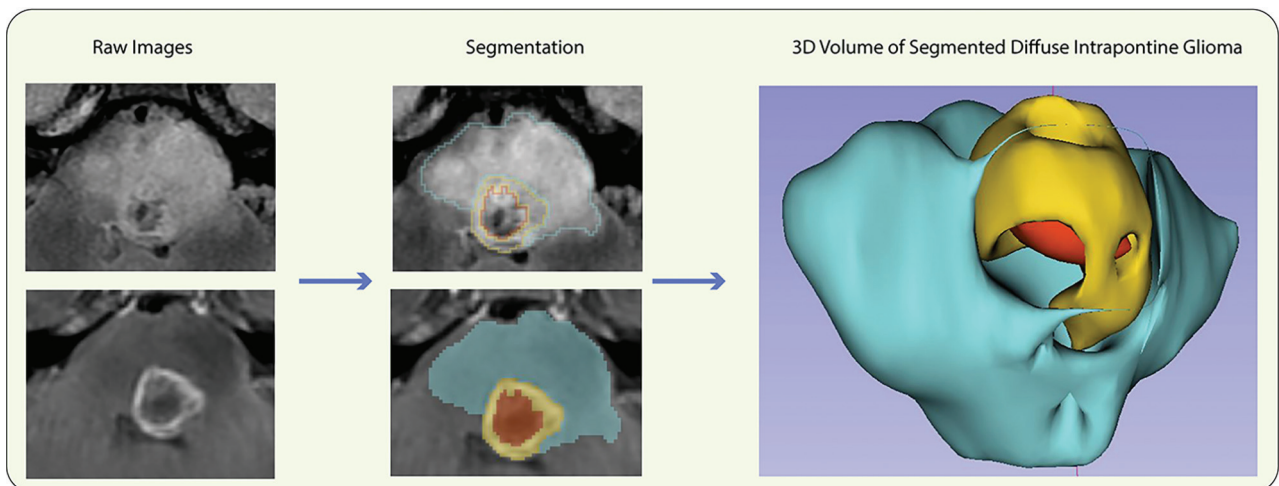 Raw Images
Segmentation
3D Volume of Segmented Diffuse Intrapontine Glioma